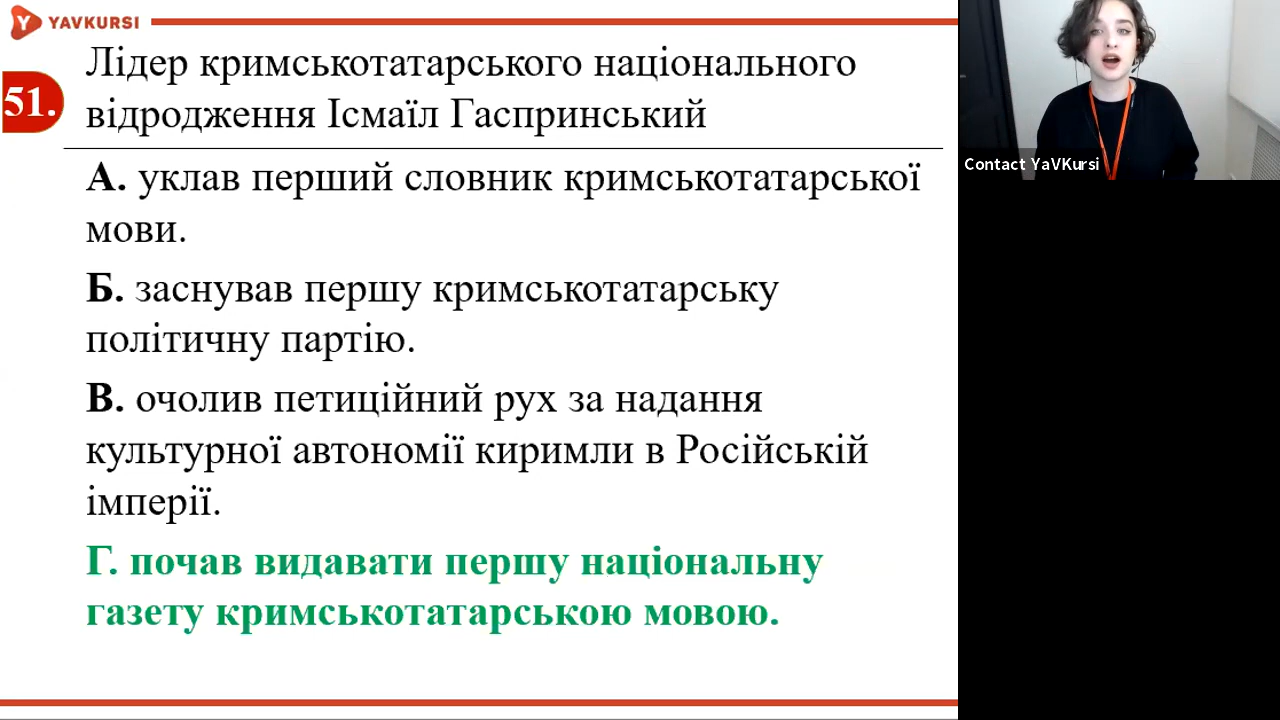 YAVKURSI
51.
Лідер кримськотатарського національного
відродження Ісмаїл Гаспринський
А. уклав перший словник кримськотатарської
мови.
Б. заснував першу кримськотатарську
політичну партію.
В. очолив петиційний рух за надання
культурної автономії киримли в Російській
імперії.
Г. почав видавати першу національну
газету кримськотатарською мовою.
Contact YaVKursi